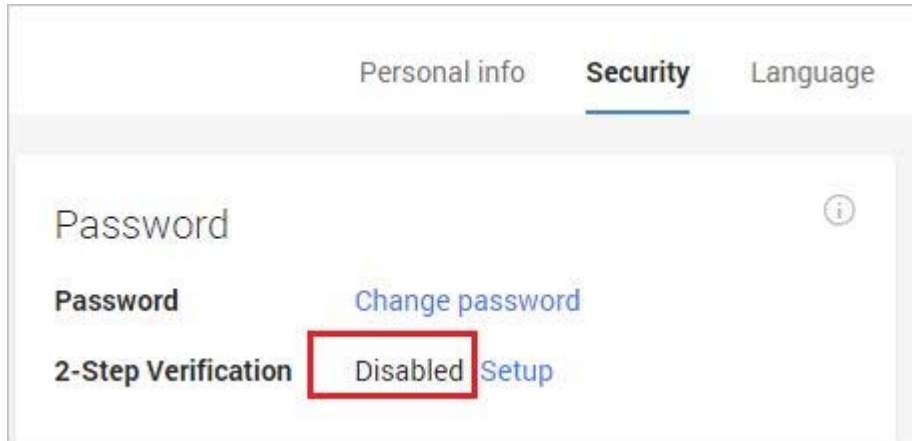 Personal info Security Language
Password
Password Change password
2-Step Verification Disabled Setup